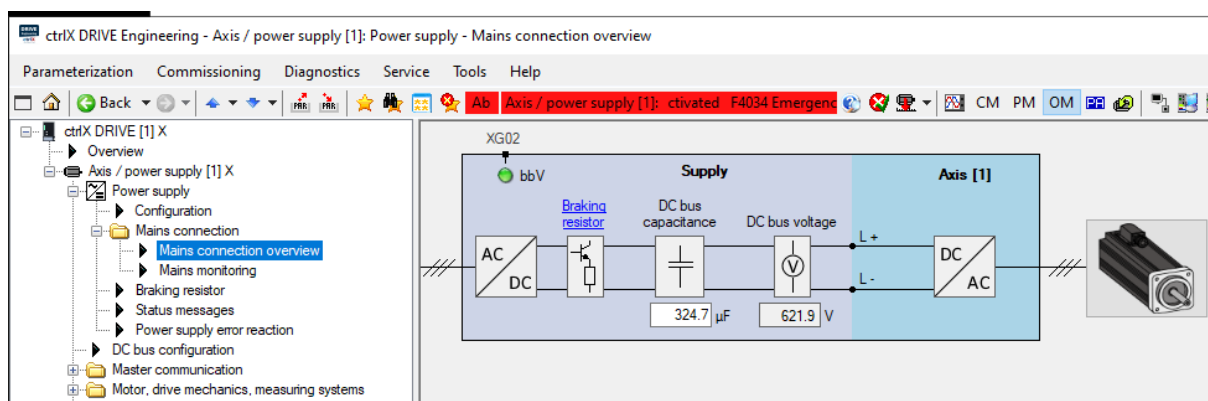 ctrlX DRIVE Engineering - Axis / power supply [1]: Power supply - Mains connection overview
Parameterization Commissioning Diagnostics Service Tools Help
Back PAR PAR Ab Axis / power supply [1]: ctivated F4034 Emergenc CM PM OM
ctrlX DRIVE [1] X
Overview
Axis / power supply [1] X
Power supply
Configuration
Mains connection
Mains connection overview
Mains monitoring
Braking resistor
Status messages
Power supply error reaction
DC bus configuration
Master communication
Motor, drive mechanics, measuring systems
XG02
bbV Supply Axis [1]
Braking resistor
DC bus capacitance
DC bus voltage
AC
DC
V
L +
L -
DC
AC
324.7 µF
621.9 V